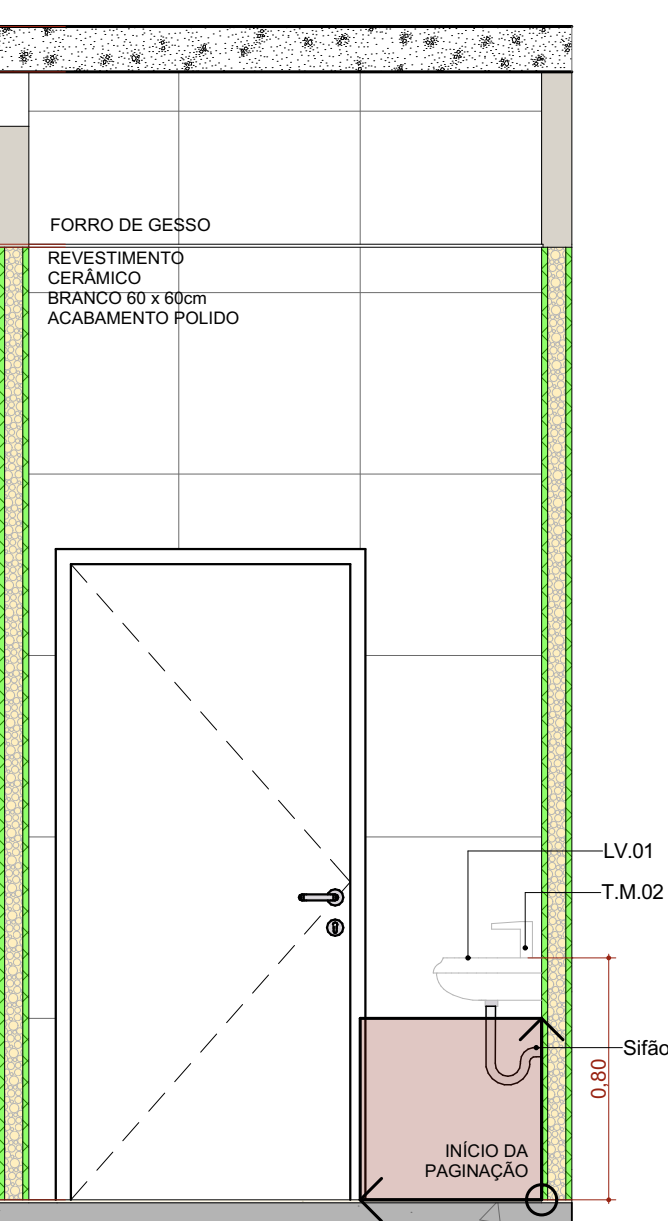 FORRO DE GESSO
REVESTIMENTO
CERÂMICO
BRANCO 60 x 60cm
ACABAMENTO POLIDO
LV.01
T.M.02
Sifão
0,80
INÍCIO DA
PAGINAÇÃO